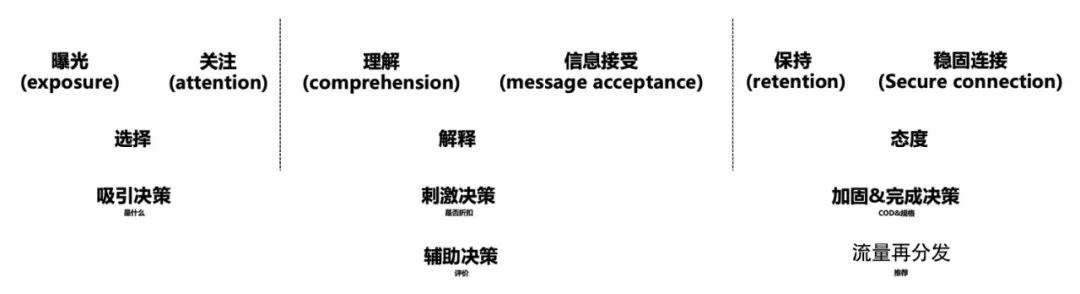 曝光
(exposure)
关注
(attention)
理解
(comprehension)
信息接受
(message acceptance)
保持
(retention)
稳固连接
(Secure connection)
选择
解释
态度
吸引决策
是什么
刺激决策
是否折扣
加固&完成决策
COD&规格
辅助决策
评价
流量再分发
推荐